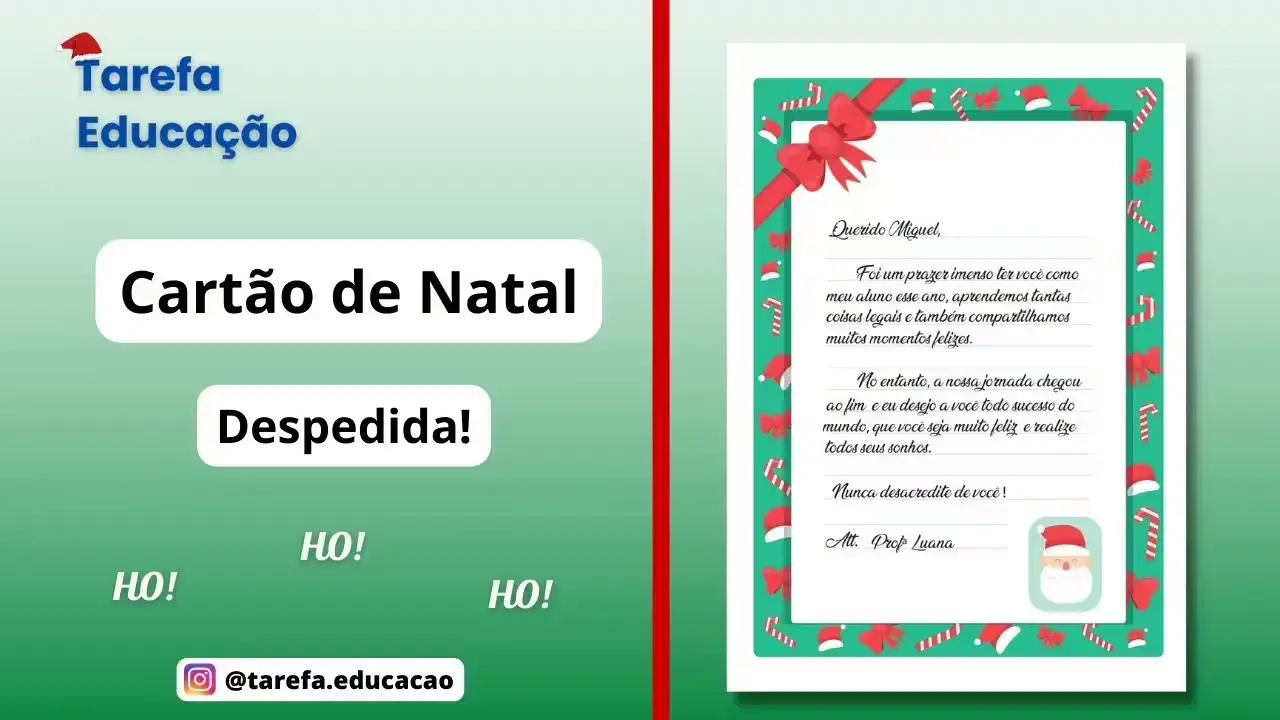 Tarefa
Educação
Cartão de Natal
Despedida!
HO!
HO!
HO!
@tarefa.educacao
Querido Miguel,
Foi um prazer imenso ter você como
meu aluno esse ano, aprendemos tantas
coisas legais e também compartilhamos
muitos momentos felizes.
No entanto, a nossa jornada chegou
ao fim e eu desejo a você todo sucesso do
mundo, que você seja muito feliz e realize
todos seus sonhos.
Nunca desacredite de você!
Att. Profª Luana